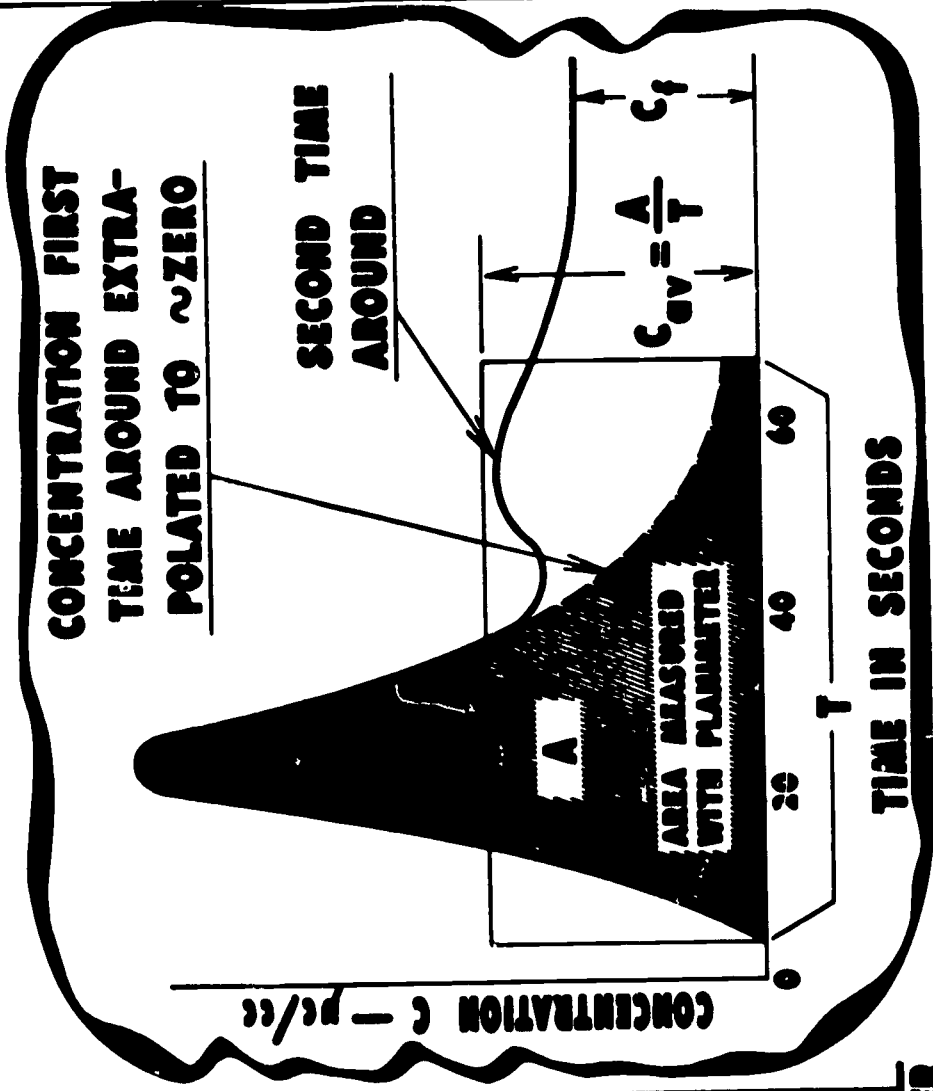 CONCENTRATION FIRST
TIME AROUND EXTRA-
POLATED TO ~ZERO
SECOND TIME
AROUND
C_av = A/T
C_f
A
AREA MEASURED
WITH PLANIMETER
0 20 40 60
T
TIME IN SECONDS
CONCENTRATION C — μc/cc